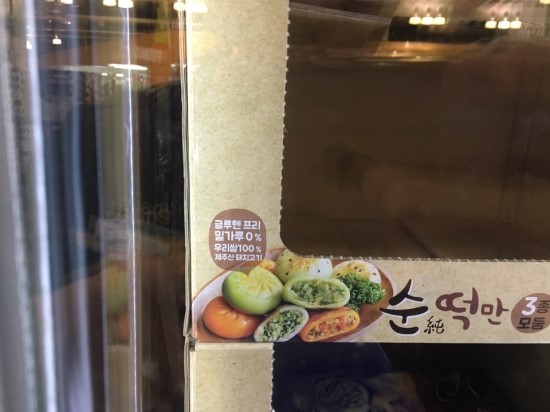 글루텐 프리
밀가루 0%
우리쌀100%
제주산 돼지고기
순 純 떡만
3종
모둠